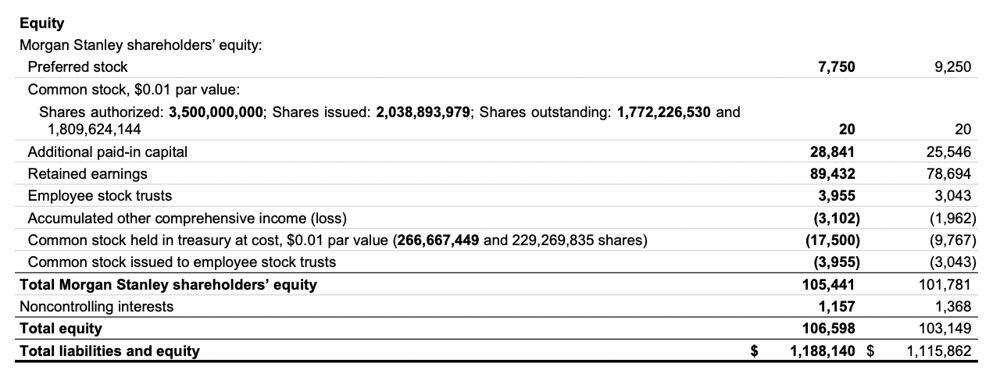 Equity
Morgan Stanley shareholders’ equity:
Preferred stock 7,750 9,250
Common stock, $0.01 par value:
Shares authorized: 3,500,000,000; Shares issued: 2,038,893,979; Shares outstanding: 1,772,226,530 and
1,809,624,144 20 20
Additional paid-in capital 28,841 25,546
Retained earnings 89,432 78,694
Employee stock trusts 3,955 3,043
Accumulated other comprehensive income (loss) (3,102) (1,962)
Common stock held in treasury at cost, $0.01 par value (266,667,449 and 229,269,835 shares) (17,500) (9,767)
Common stock issued to employee stock trusts (3,955) (3,043)
Total Morgan Stanley shareholders’ equity 105,441 101,781
Noncontrolling interests 1,157 1,368
Total equity 106,598 103,149
Total liabilities and equity $ 1,188,140 $ 1,115,862